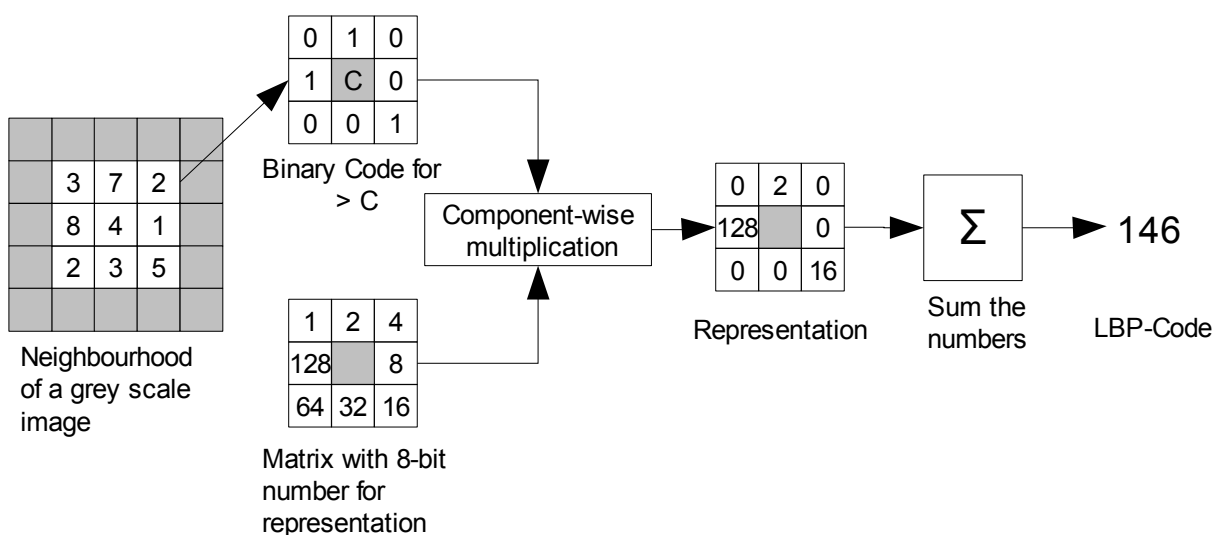 0 1 0
1 C 0
0 0 1
Binary Code for
> C
3 7 2
8 4 1
2 3 5
Neighbourhood
of a grey scale
image
1 2 4
128 8
64 32 16
Matrix with 8-bit
number for
representation
Component-wise
multiplication
0 2 0
128 0
0 0 16
Representation
Σ
Sum the
numbers
146
LBP-Code